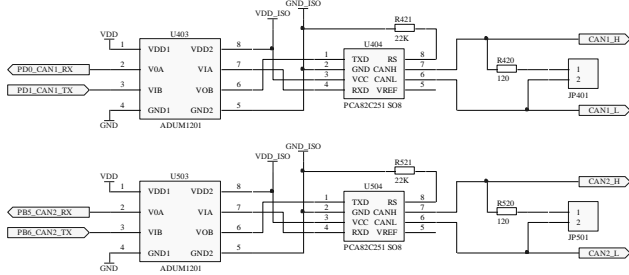 GND_ISO
VDD_ISO
R421
22K
VDD
U403
1 VDD1 VDD2 8
PD0_CAN1_RX 2 V0A VIA 7
PD1_CAN1_TX 3 VIB VOB 6
4 GND1 GND2 5
GND
ADUM1201
U404
1 TXD RS 8
2 GND CANH 7
3 VCC CANL 6
4 RXD VREF 5
PCA82C251 SO8
CAN1_H
R420
120
1
2
JP401
CAN1_L
GND_ISO
VDD_ISO
R521
22K
VDD
U503
1 VDD1 VDD2 8
PB5_CAN2_RX 2 V0A VIA 7
PB6_CAN2_TX 3 VIB VOB 6
4 GND1 GND2 5
GND
ADUM1201
U504
1 TXD RS 8
2 GND CANH 7
3 VCC CANL 6
4 RXD VREF 5
PCA82C251 SO8
CAN2_H
R520
120
1
2
JP501
CAN2_L